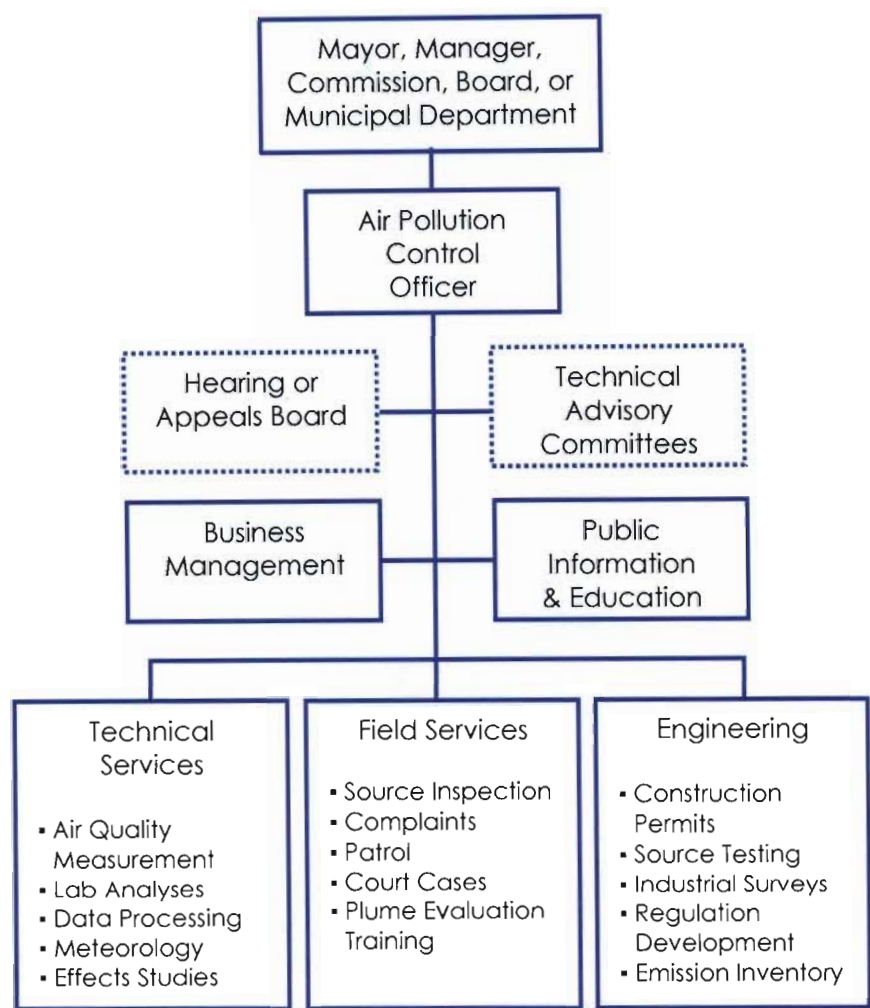 Mayor, Manager,
Commission, Board, or
Municipal Department
Air Pollution
Control
Officer
Hearing or
Appeals Board
Technical
Advisory
Committees
Business
Management
Public
Information
& Education
Technical
Services
▪ Air Quality
Measurement
▪ Lab Analyses
▪ Data Processing
▪ Meteorology
▪ Effects Studies
Field Services
▪ Source Inspection
▪ Complaints
▪ Patrol
▪ Court Cases
▪ Plume Evaluation
Training
Engineering
▪ Construction
Permits
▪ Source Testing
▪ Industrial Surveys
▪ Regulation
Development
▪ Emission Inventory